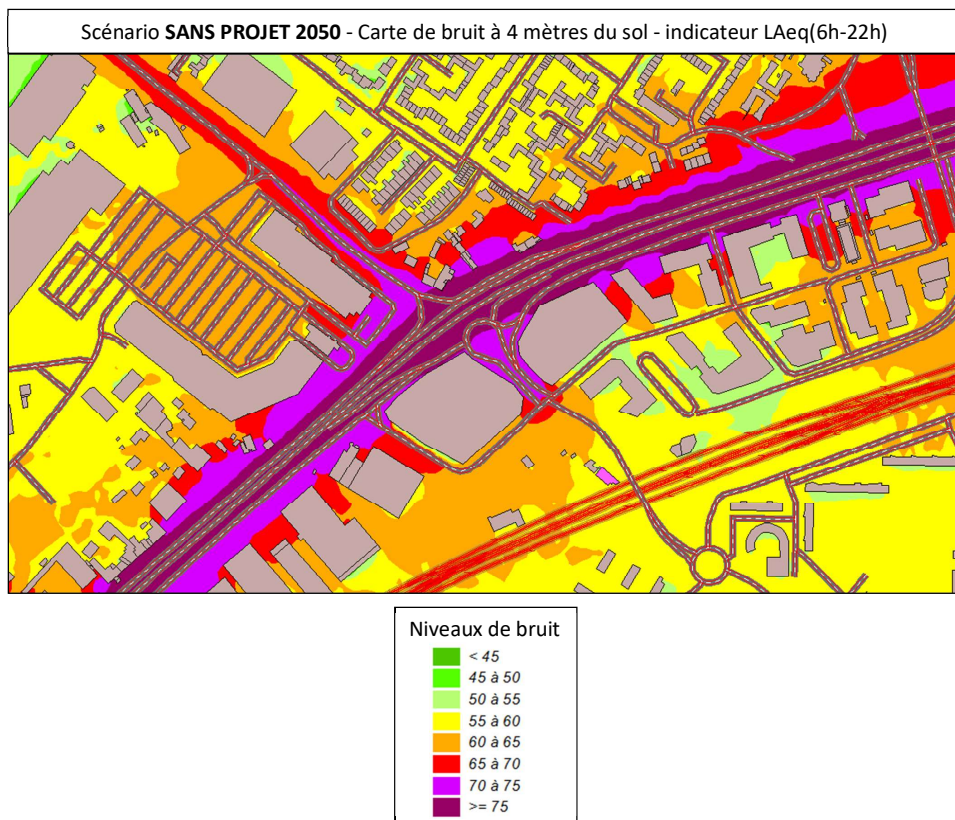 Scénario SANS PROJET 2050 - Carte de bruit à 4 mètres du sol - indicateur LAeq(6h-22h)
Niveaux de bruit
< 45
45 à 50
50 à 55
55 à 60
60 à 65
65 à 70
70 à 75
>= 75